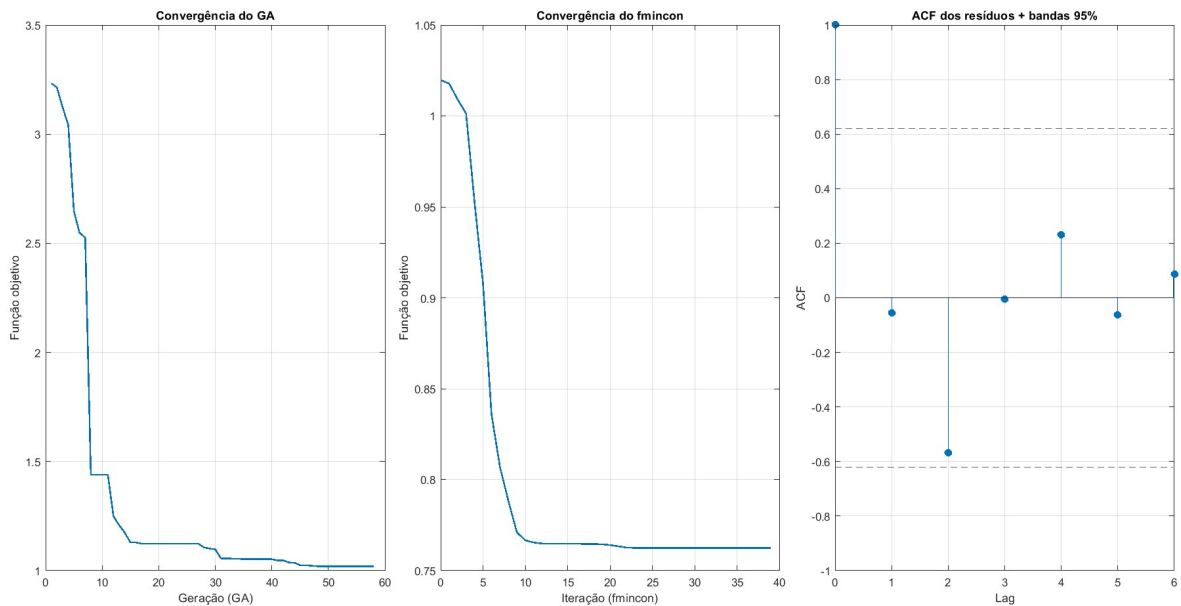 Convergência do GA
3.5
3
2.5
2
1.5
1
0 10 20 30 40 50 60
Função objetivo
Geração (GA)
Convergência do fmincon
1.05
1
0.95
0.9
0.85
0.8
0.75
0 5 10 15 20 25 30 35 40
Função objetivo
Iteração (fmincon)
ACF dos resíduos + bandas 95%
1
0.8
0.6
0.4
0.2
0
-0.2
-0.4
-0.6
-0.8
-1
0 1 2 3 4 5 6
ACF
Lag